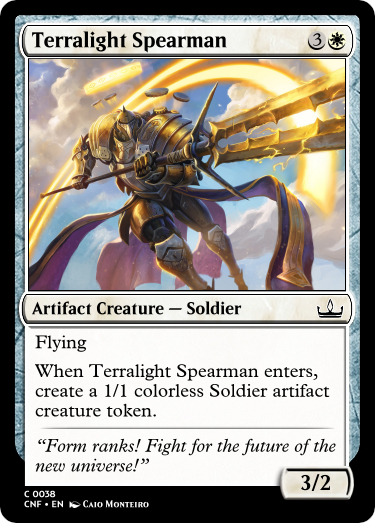 Terralight Spearman 3
Artifact Creature — Soldier
Flying
When Terralight Spearman enters,
create a 1/1 colorless Soldier artifact
creature token.
“Form ranks! Fight for the future of the
new universe!”
3/2
C 0038
CNF • EN Caio Monteiro